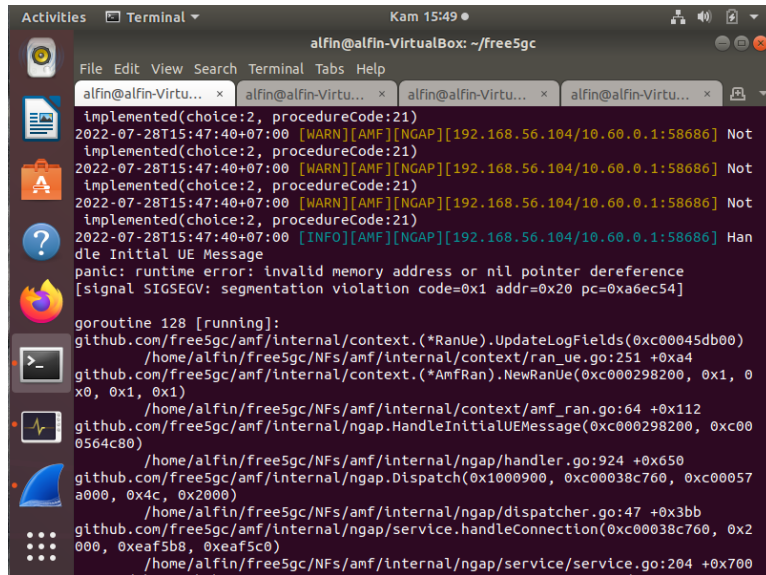 Activities Terminal Kam 15:49
alfin@alfin-VirtualBox: ~/free5gc
File Edit View Search Terminal Tabs Help
alfin@alfin-Virtu... × alfin@alfin-Virtu... × alfin@alfin-Virtu... × alfin@alfin-Virtu... ×
implemented(choice:2, procedureCode:21)
2022-07-28T15:47:40+07:00 [WARN][AMF][NGAP][192.168.56.104/10.60.0.1:58686] Not
implemented(choice:2, procedureCode:21)
2022-07-28T15:47:40+07:00 [WARN][AMF][NGAP][192.168.56.104/10.60.0.1:58686] Not
implemented(choice:2, procedureCode:21)
2022-07-28T15:47:40+07:00 [WARN][AMF][NGAP][192.168.56.104/10.60.0.1:58686] Not
implemented(choice:2, procedureCode:21)
2022-07-28T15:47:40+07:00 [INFO][AMF][NGAP][192.168.56.104/10.60.0.1:58686] Han
dle Initial UE Message
panic: runtime error: invalid memory address or nil pointer dereference
[signal SIGSEGV: segmentation violation code=0x1 addr=0x20 pc=0xa6ec54]
goroutine 128 [running]:
github.com/free5gc/amf/internal/context.(*RanUe).UpdateLogFields(0xc00045db00)
/home/alfin/free5gc/NFs/amf/internal/context/ran_ue.go:251 +0xa4
github.com/free5gc/amf/internal/context.(*AmfRan).NewRanUe(0xc000298200, 0x1, 0
x0, 0x1, 0x1)
/home/alfin/free5gc/NFs/amf/internal/context/amf_ran.go:64 +0x112
github.com/free5gc/amf/internal/ngap.HandleInitialUEMessage(0xc000298200, 0xc00
0564c80)
/home/alfin/free5gc/NFs/amf/internal/ngap/handler.go:924 +0x650
github.com/free5gc/amf/internal/ngap.Dispatch(0x1000900, 0xc00038c760, 0xc00057
a000, 0x4c, 0x2000)
/home/alfin/free5gc/NFs/amf/internal/ngap/dispatcher.go:47 +0x3bb
github.com/free5gc/amf/internal/ngap/service.handleConnection(0xc00038c760, 0x2
000, 0xeaf5b8, 0xeaf5c0)
/home/alfin/free5gc/NFs/amf/internal/ngap/service/service.go:204 +0x700